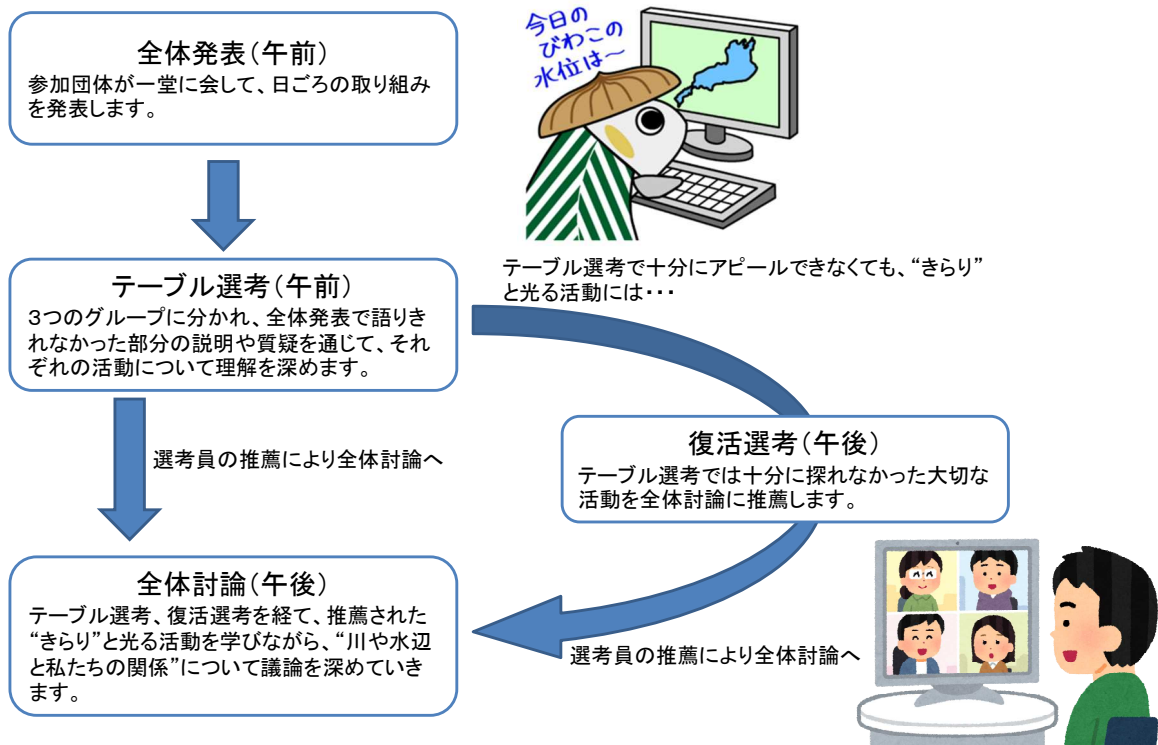 全体発表(午前)
参加団体が一堂に会して、日ごろの取り組み
を発表します。
今日の
びわこの
水位は～
テーブル選考(午前)
３つのグループに分かれ、全体発表で語りき
れなかった部分の説明や質疑を通じて、それ
ぞれの活動について理解を深めます。
テーブル選考で十分にアピールできなくても、“きらり”
と光る活動には・・・
選考員の推薦により全体討論へ
復活選考(午後)
テーブル選考では十分に探れなかった大切な
活動を全体討論に推薦します。
全体討論(午後)
テーブル選考、復活選考を経て、推薦された
“きらり”と光る活動を学びながら、“川や水辺
と私たちの関係”について議論を深めていき
ます。
選考員の推薦により全体討論へ